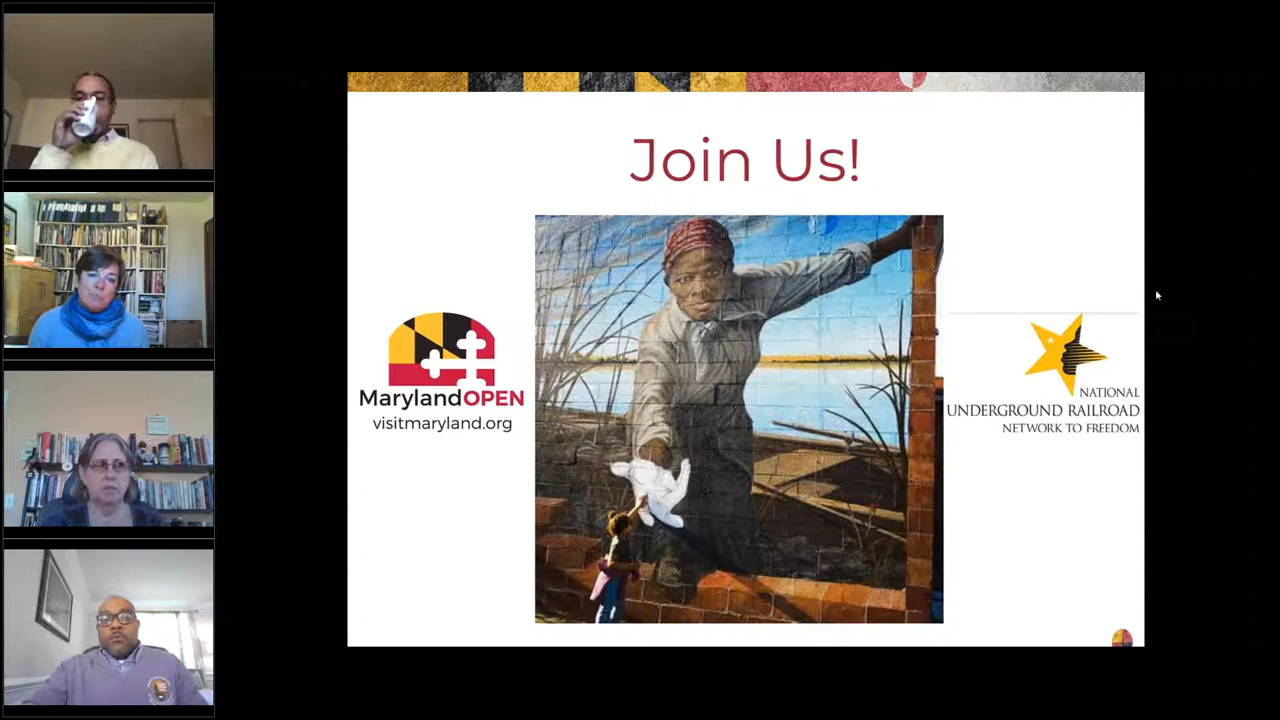 Join Us!
MarylandOPEN
visitmaryland.org
NATIONAL
UNDERGROUND RAILROAD
NETWORK TO FREEDOM